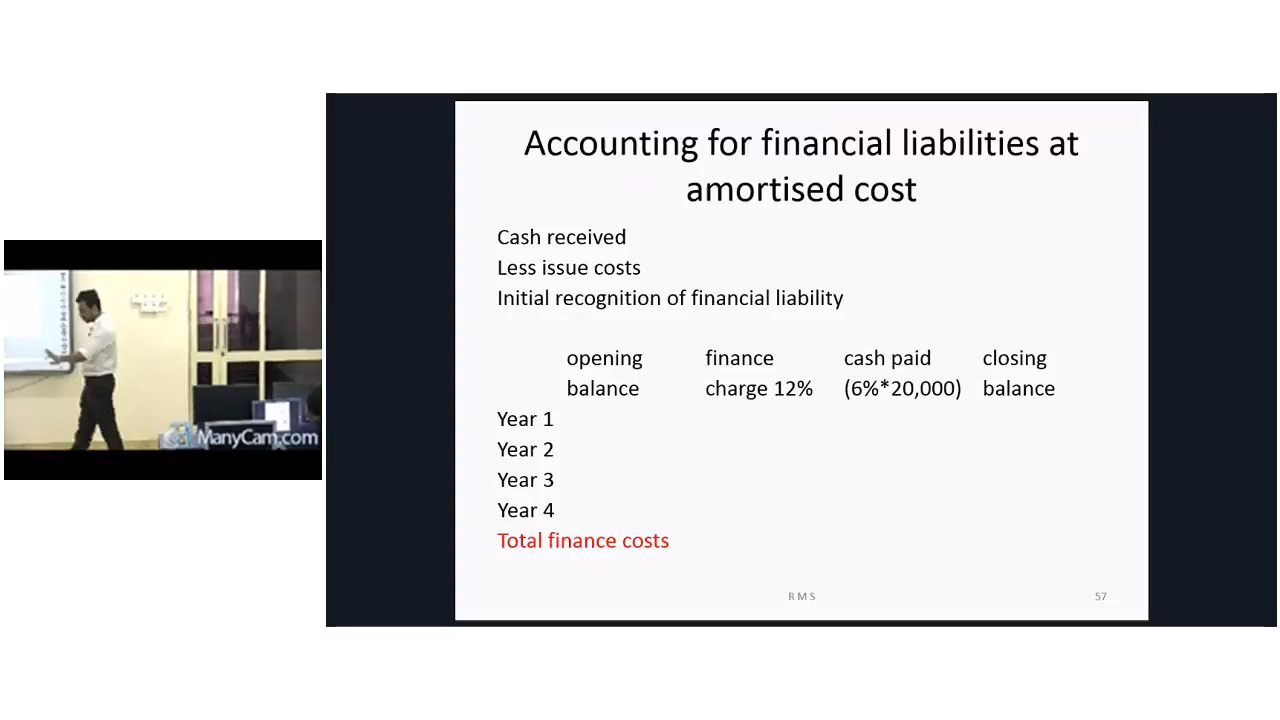 Accounting for financial liabilities at
amortised cost
Cash received
Less issue costs
Initial recognition of financial liability
opening finance cash paid closing
balance charge 12% (6%*20,000) balance
Year 1
Year 2
Year 3
Year 4
Total finance costs
R M S 57
ManyCam.com